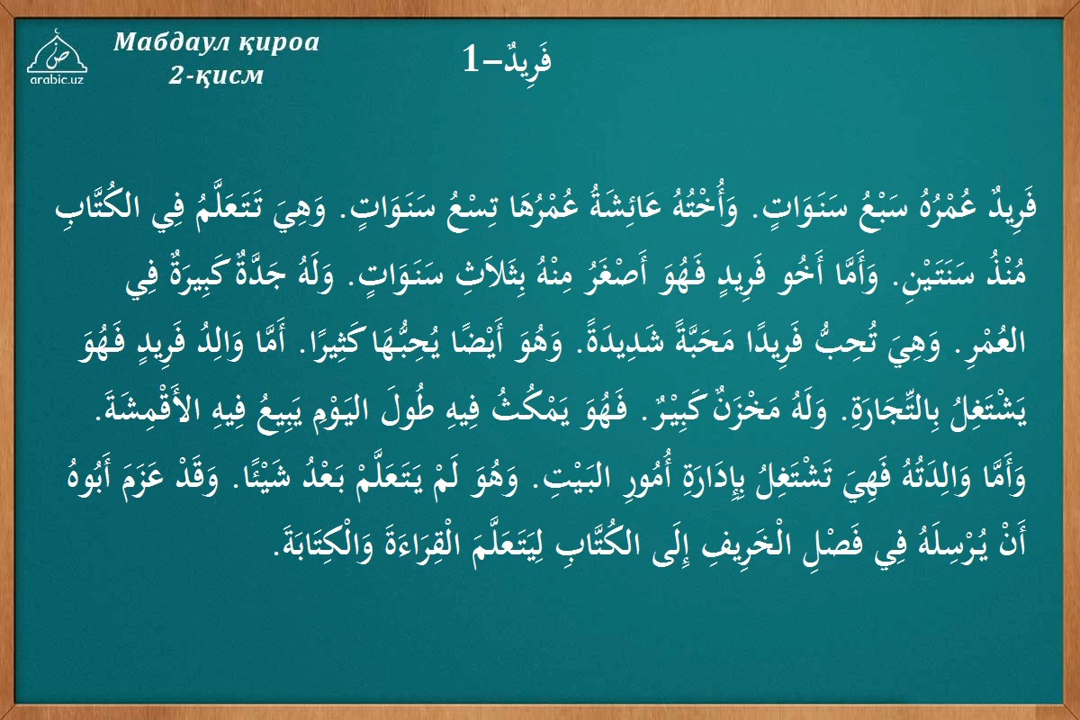 Мабдаул қироа
2-қисм
arabic.uz
1–فَرِيدٌ
فَرِيدٌ عُمْرُهُ سَبْعُ سَنَوَاتٍ. وَأُخْتُهُ عَائِشَةُ عُمْرُهَا تِسْعُ سَنَوَاتٍ. وَهِيَ تَتَعَلَّمُ فِي الكُتَّابِ
مُنْذُ سَنَتَيْنِ. وَأَمَّا أَخُو فَرِيدٍ فَهُوَ أَصْغَرُ مِنْهُ بِثَلاَثِ سَنَوَاتٍ. وَلَهُ جَدَّةٌ كَبِيرَةٌ فِي
العُمْرِ. وَهِيَ تُحِبُّ فَرِيدًا مَحَبَّةً شَدِيدَةً. وَهُوَ أَيْضًا يُحِبُّهَا كَثِيرًا. أَمَّا وَالِدُ فَرِيدٍ فَهُوَ
يَشْتَغِلُ بِالتِّجَارَةِ. وَلَهُ مَخْزَنٌ كَبِيْرٌ. فَهُوَ يَمْكُثُ فِيهِ طُولَ اليَوْمِ يَبِيعُ فِيهِ الأَقْمِشَةَ.
وَأَمَّا وَالِدَتُهُ فَهِيَ تَشْتَغِلُ بِإِدَارَةِ أُمُورِ البَيْتِ. وَهُوَ لَمْ يَتَعَلَّمْ بَعْدُ شَيْئًا. وَقَدْ عَزَمَ أَبُوهُ
أَنْ يُرْسِلَهُ فِي فَصْلِ الْخَرِيفِ إِلَى الكُتَّابِ لِيَتَعَلَّمَ الْقِرَاءَةَ وَالْكِتَابَةَ.